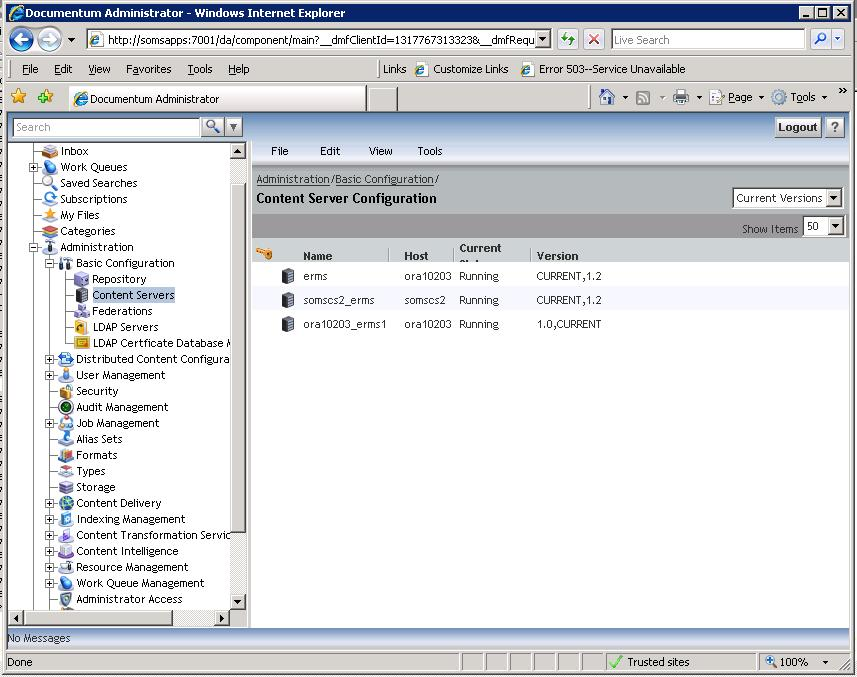 Documentum Administrator - Windows Internet Explorer
http://somsapps:7001/da/component/main?__dmfClientId=1317767313323&__dmfRequ
Live Search
File Edit View Favorites Tools Help
Links Customize Links Error 503--Service Unavailable
Documentum Administrator
Page Tools »
Search
Logout ?
File Edit View Tools
Administration/Basic Configuration/
Content Server Configuration
Current Versions
Show Items 50
Name Host Current Version
erms ora10203 Running CURRENT,1.2
somscs2_erms somscs2 Running CURRENT,1.2
ora10203_erms1 ora10203 Running 1.0,CURRENT
Inbox
Work Queues
Saved Searches
Subscriptions
My Files
Categories
Administration
Basic Configuration
Repository
Content Servers
Federations
LDAP Servers
LDAP Certficate Database
Distributed Content Configura
User Management
Security
Audit Management
Job Management
Alias Sets
Formats
Types
Storage
Content Delivery
Indexing Management
Content Transformation Servic
Content Intelligence
Resource Management
Work Queue Management
Administrator Access
No Messages
Done
Trusted sites
100%